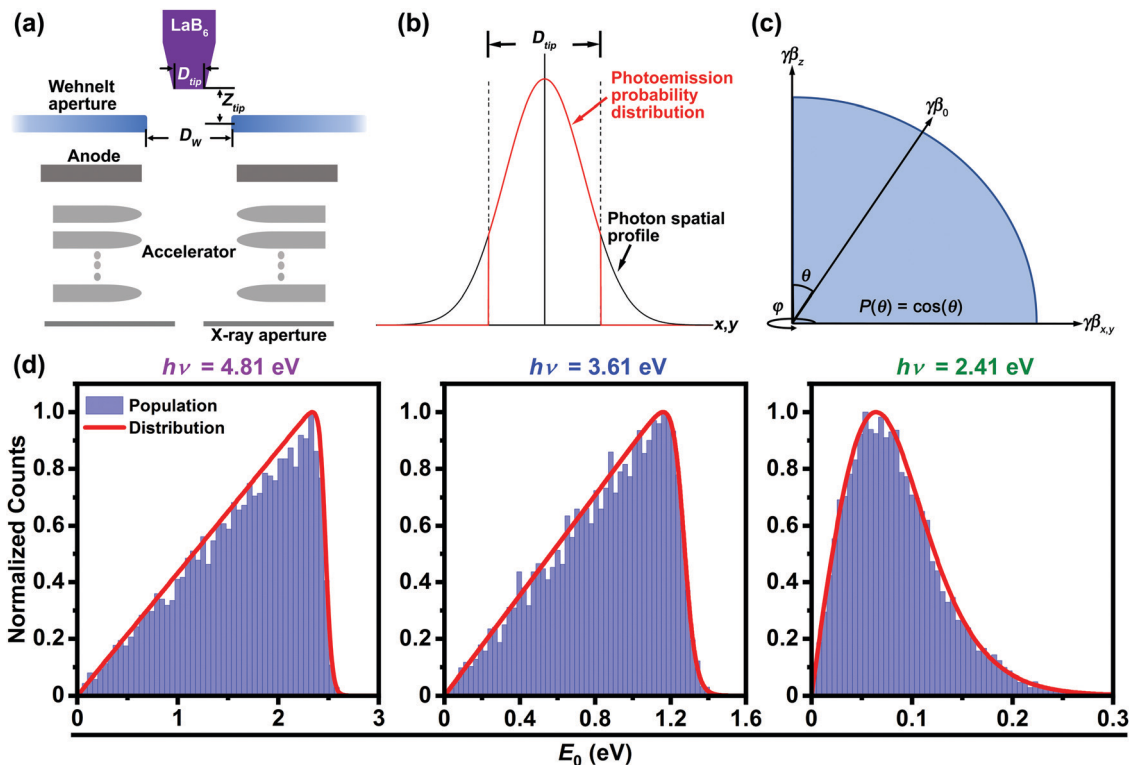 (a)
LaB6
Dtip
Ztip
Wehnelt
aperture
DW
Anode
Accelerator
X-ray aperture
(b)
Dtip
Photoemission
probability
distribution
Photon spatial
profile
x,y
(c)
γβz
γβ0
θ
φ
P(θ) = cos(θ)
γβx,y
(d)
hν = 4.81 eV
hν = 3.61 eV
hν = 2.41 eV
Population
Distribution
Normalized Counts
1.0
0.8
0.6
0.4
0.2
0
0
1
2
3
1.0
0.8
0.6
0.4
0.2
0
0
0.4
0.8
1.2
1.6
1.0
0.8
0.6
0.4
0.2
0
0
0.1
0.2
0.3
E0 (eV)